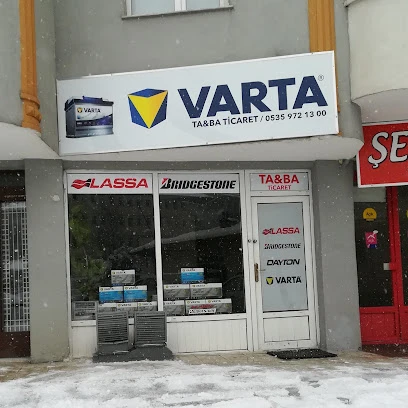 VARTA®
TA&BA TİCARET / 0535 972 13 00
ŞE
LASSA
BRIDGESTONE
TA&BA
TİCARET
LASSA
BRIDGESTONE
DAYTON
VARTA